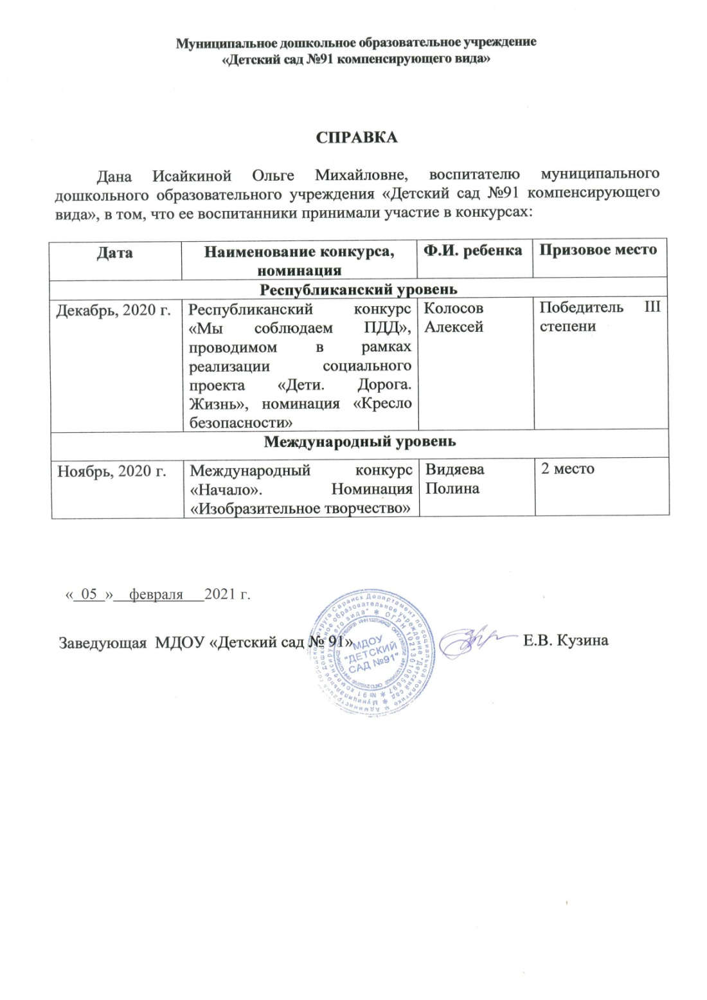 Муниципальное дошкольное образовательное учреждение
«Детский сад №91 компенсирующего вида»
СПРАВКА
Дана Исайкиной Ольге Михайловне, воспитателю муниципального
дошкольного образовательного учреждения «Детский сад №91 компенсирующего
вида», в том, что ее воспитанники принимали участие в конкурсах:
Дата
Наименование конкурса,
номинация
Ф.И. ребенка
Призовое место
Республиканский уровень
Декабрь, 2020 г.
Республиканский конкурс
«Мы соблюдаем ПДД»,
проводимом в рамках
реализации социального
проекта «Дети. Дорога.
Жизнь», номинация «Кресло
безопасности»
Колосов
Алексей
Победитель III
степени
Международный уровень
Ноябрь, 2020 г.
Международный конкурс
«Начало». Номинация
«Изобразительное творчество»
Видяева
Полина
2 место
«_05_»__февраля___2021 г.
Заведующая МДОУ «Детский сад № 91»
Е.В. Кузина
МДОУ
"ДЕТСКИЙ
САД №91"